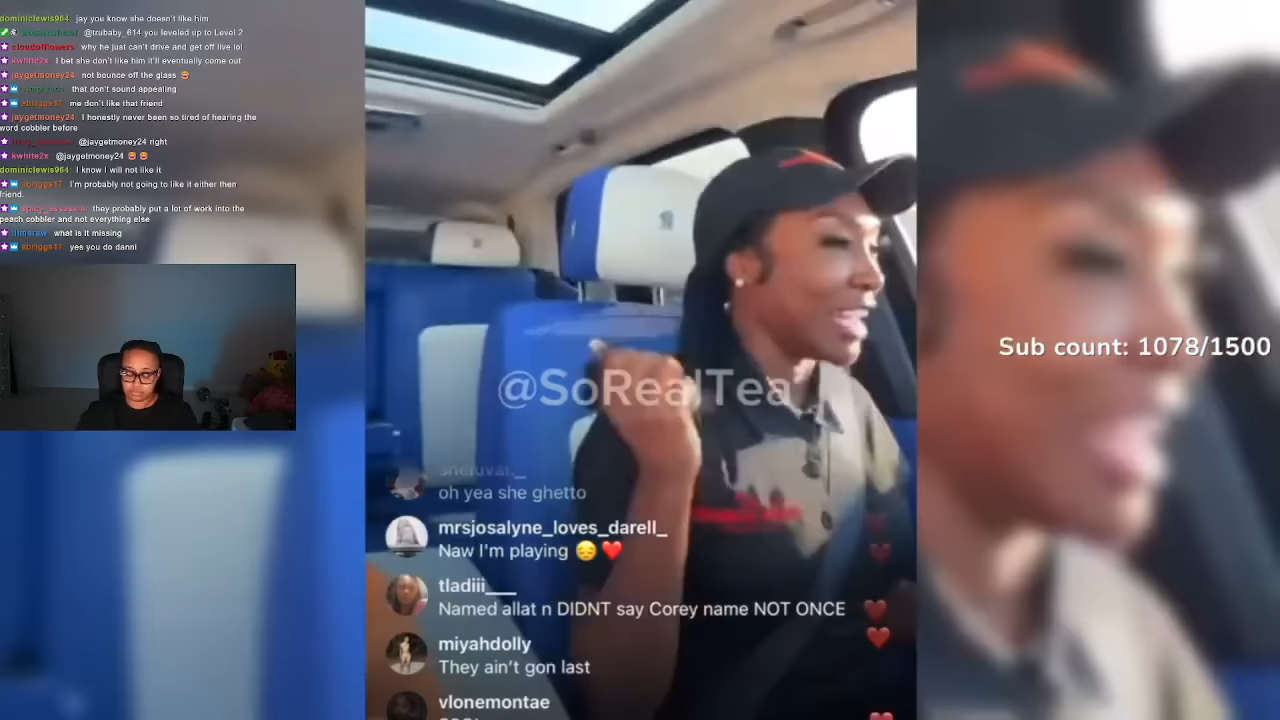 dominiclewis964 jay you know she doesn't like him
@trubaby_614 you leveled up to Level 2
cloudofflowers why he just can't drive and get off live lol
kwhite2x I bet she don't like him it'll eventually come out
jaygetmoney24 not bounce off the glass
that don't sound appealing
ebriggs17 me don't like that friend
jaygetmoney24 I honestly never been so tired of hearing the
word cobbler before
@jaygetmoney24 right
kwhite2x @jaygetmoney24
dominiclewis964 I know I will not like it
ebriggs17 I'm probably not going to like it either then
friend.
they probably put a lot of work into the
peach cobbler and not everything else
what is it missing
ebriggs17 yes you do danni
Sub count: 1078/1500
@SoRealTea
oh yea she ghetto
mrsjosalyne_loves_darell_
Naw I'm playing 😔 ❤️
tladiii___
Named allat n DIDNT say Corey name NOT ONCE
miyahdolly
They ain't gon last
vlonemontae